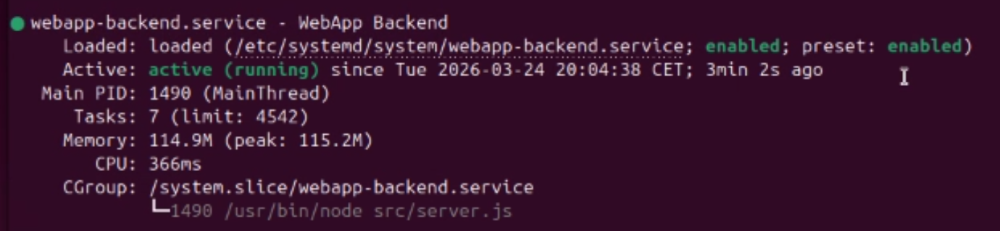 ● webapp-backend.service - WebApp Backend
Loaded: loaded (/etc/systemd/system/webapp-backend.service; enabled; preset: enabled)
Active: active (running) since Tue 2026-03-24 20:04:38 CET; 3min 2s ago
Main PID: 1490 (MainThread)
Tasks: 7 (limit: 4542)
Memory: 114.9M (peak: 115.2M)
CPU: 366ms
CGroup: /system.slice/webapp-backend.service
└─1490 /usr/bin/node src/server.js